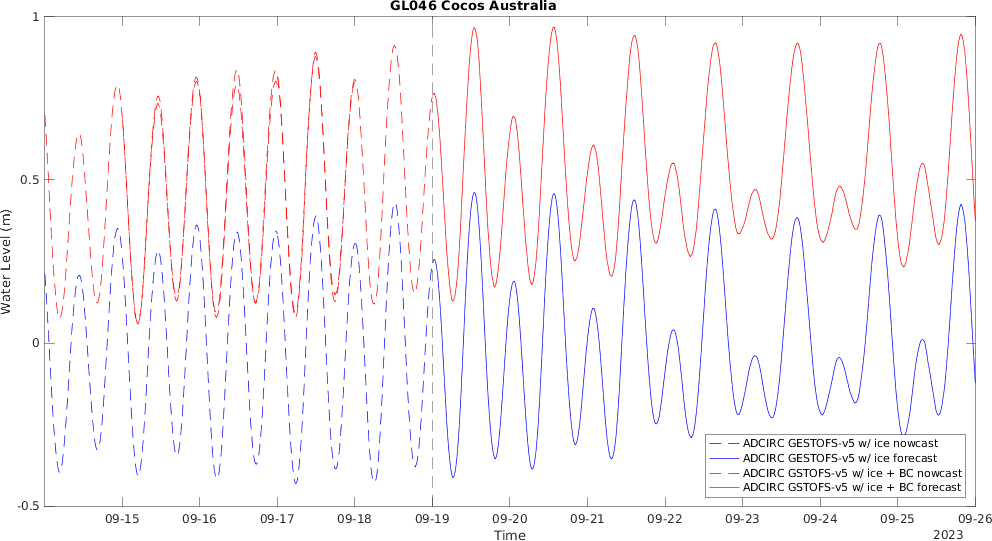 GL046 Cocos Australia
1
0.5
0
-0.5
Water Level (m)
09-15 09-16 09-17 09-18 09-19 09-20 09-21 09-22 09-23 09-24 09-25 09-26
Time
2023
ADCIRC GESTOFS-v5 w/ ice nowcast
ADCIRC GESTOFS-v5 w/ ice forecast
ADCIRC GSTOFS-v5 w/ ice + BC nowcast
ADCIRC GSTOFS-v5 w/ ice + BC forecast